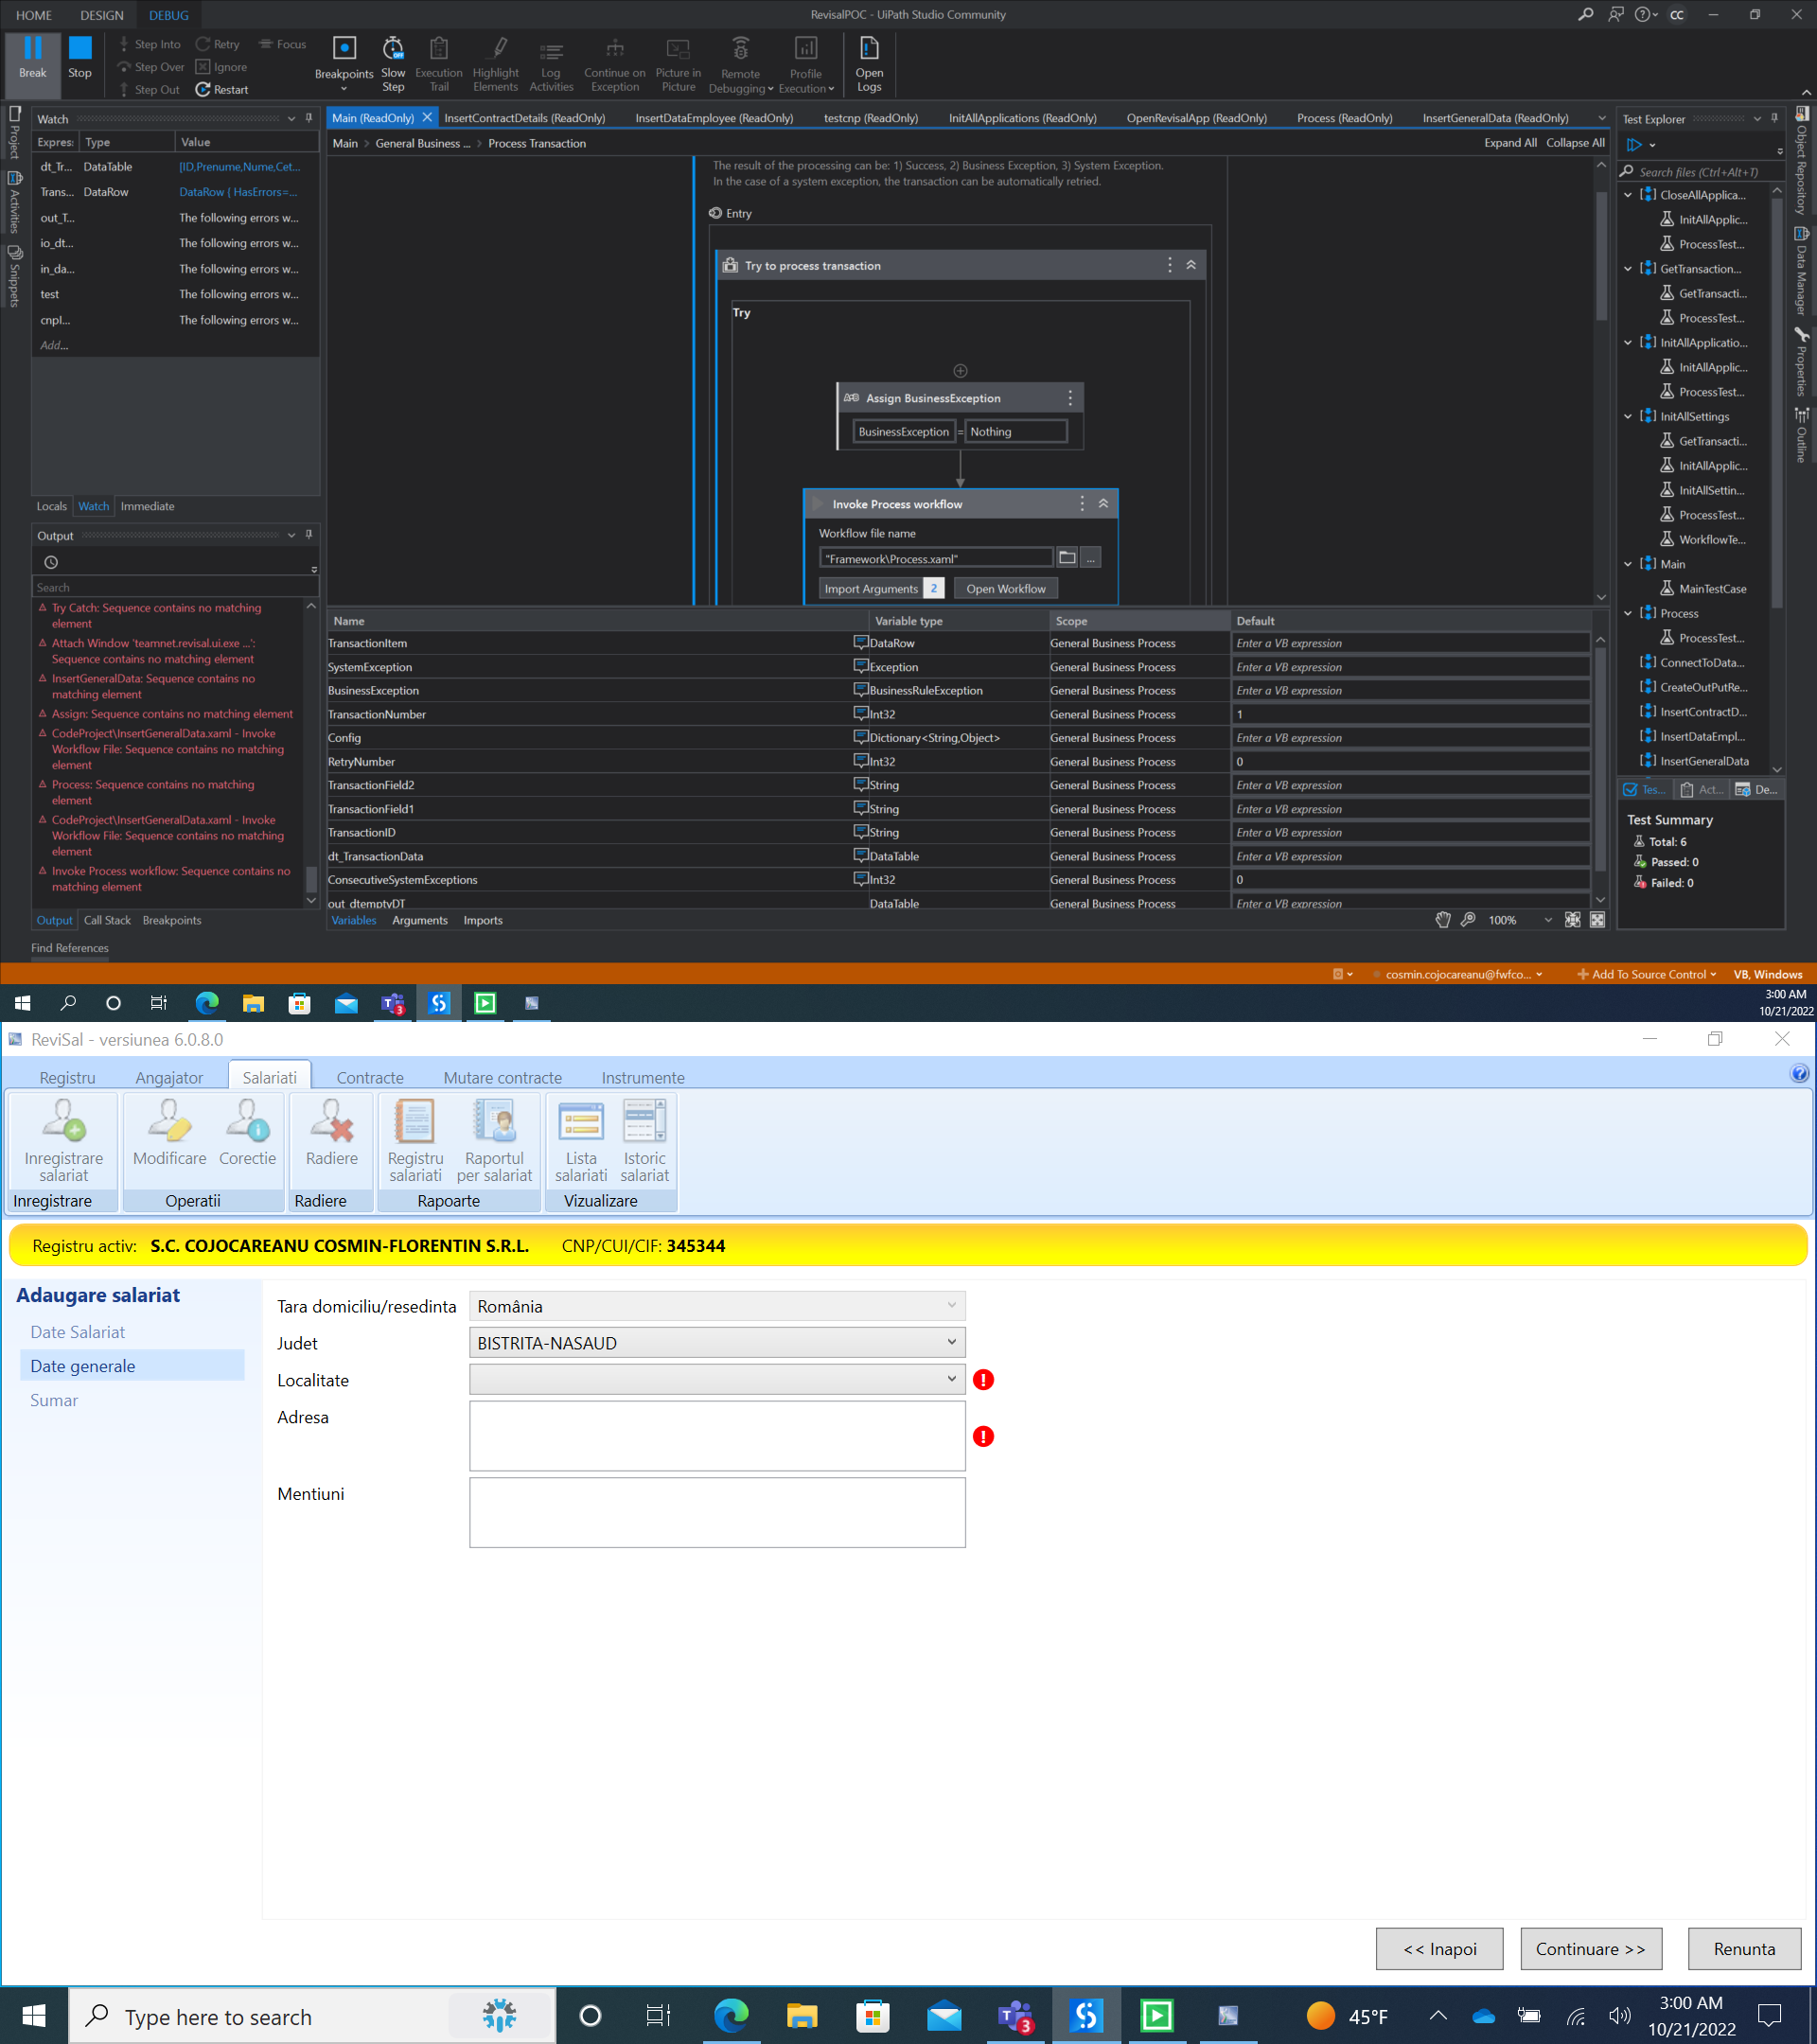 HOME DESIGN DEBUG
RevisalPOC - UiPath Studio Community
CC
Break
Stop
Step Into Retry Focus
Step Over Ignore
Step Out Restart
Breakpoints
Slow Step
Execution Trail
Highlight Elements
Log Activities
Continue on Exception
Picture in Picture
Remote Debugging
Profile Execution
Open Logs
Project
Activities
Snippets
Watch
Expres: Type Value
dt_Tr... DataTable [ID,Prenume,Nume,Cet...
Trans... DataRow DataRow { HasErrors=...
out_T... The following errors w...
io_dt... The following errors w...
in_da... The following errors w...
test The following errors w...
cnpI... The following errors w...
Add...
Locals Watch Immediate
Output
Search
Try Catch: Sequence contains no matching
element
Attach Window 'teamnet.revisal.ui.exe ...':
Sequence contains no matching element
InsertGeneralData: Sequence contains no
matching element
Assign: Sequence contains no matching element
CodeProject\InsertGeneralData.xaml - Invoke
Workflow File: Sequence contains no matching
element
Process: Sequence contains no matching
element
CodeProject\InsertGeneralData.xaml - Invoke
Workflow File: Sequence contains no matching
element
Invoke Process workflow: Sequence contains no
matching element
Output Call Stack Breakpoints
Find References
Main (ReadOnly) InsertContractDetails (ReadOnly) InsertDataEmployee (ReadOnly) testcnp (ReadOnly) InitAllApplications (ReadOnly) OpenRevisalApp (ReadOnly) Process (ReadOnly) InsertGeneralData (ReadOnly)
Main > General Business ... > Process Transaction
Expand All Collapse All
The result of the processing can be: 1) Success, 2) Business Exception, 3) System Exception.
In the case of a system exception, the transaction can be automatically retried.
Entry
Try to process transaction
Try
A+B Assign BusinessException
BusinessException = Nothing
Invoke Process workflow
Workflow file name
"Framework\Process.xaml" ...
Import Arguments 2 Open Workflow
Name Variable type Scope Default
TransactionItem DataRow General Business Process Enter a VB expression
SystemException Exception General Business Process Enter a VB expression
BusinessException BusinessRuleException General Business Process Enter a VB expression
TransactionNumber Int32 General Business Process 1
Config Dictionary<String,Object> General Business Process Enter a VB expression
RetryNumber Int32 General Business Process 0
TransactionField2 String General Business Process Enter a VB expression
TransactionField1 String General Business Process Enter a VB expression
TransactionID String General Business Process Enter a VB expression
dt_TransactionData DataTable General Business Process Enter a VB expression
ConsecutiveSystemExceptions Int32 General Business Process 0
out_dtemptyDT DataTable General Business Process Enter a VB expression
Variables Arguments Imports
100%
Test Explorer
Search files (Ctrl+Alt+T)
CloseAllApplica...
InitAllApplic...
ProcessTest...
GetTransaction...
GetTransacti...
ProcessTest...
InitAllApplicatio...
InitAllApplic...
ProcessTest...
InitAllSettings
GetTransacti...
InitAllApplic...
InitAllSettin...
ProcessTest...
WorkflowTe...
Main
MainTestCase
Process
ProcessTest...
ConnectToData...
CreateOutPutRe...
InsertContractD...
InsertDataEmpl...
InsertGeneralData
Tes... Act... De...
Test Summary
Total: 6
Passed: 0
Failed: 0
Object Repository
Data Manager
Properties
Outline
cosmin.cojocareanu@fwfco... Add To Source Control VB, Windows
3
3:00 AM
10/21/2022
ReviSal - versiunea 6.0.8.0
Registru Angajator Salariati Contracte Mutare contracte Instrumente
Inregistrare salariat
Modificare
Corectie
Radiere
Registru salariati
Raportul per salariat
Lista salariati
Istoric salariat
Inregistrare Operatii Radiere Rapoarte Vizualizare
Registru activ: S.C. COJOCAREANU COSMIN-FLORENTIN S.R.L. CNP/CUI/CIF: 345344
Adaugare salariat
Date Salariat
Date generale
Sumar
Tara domiciliu/resedinta România
Judet BISTRITA-NASAUD
Localitate
Adresa
Mentiuni
<< Inapoi Continuare >> Renunta
Type here to search
3
45°F
3:00 AM
10/21/2022